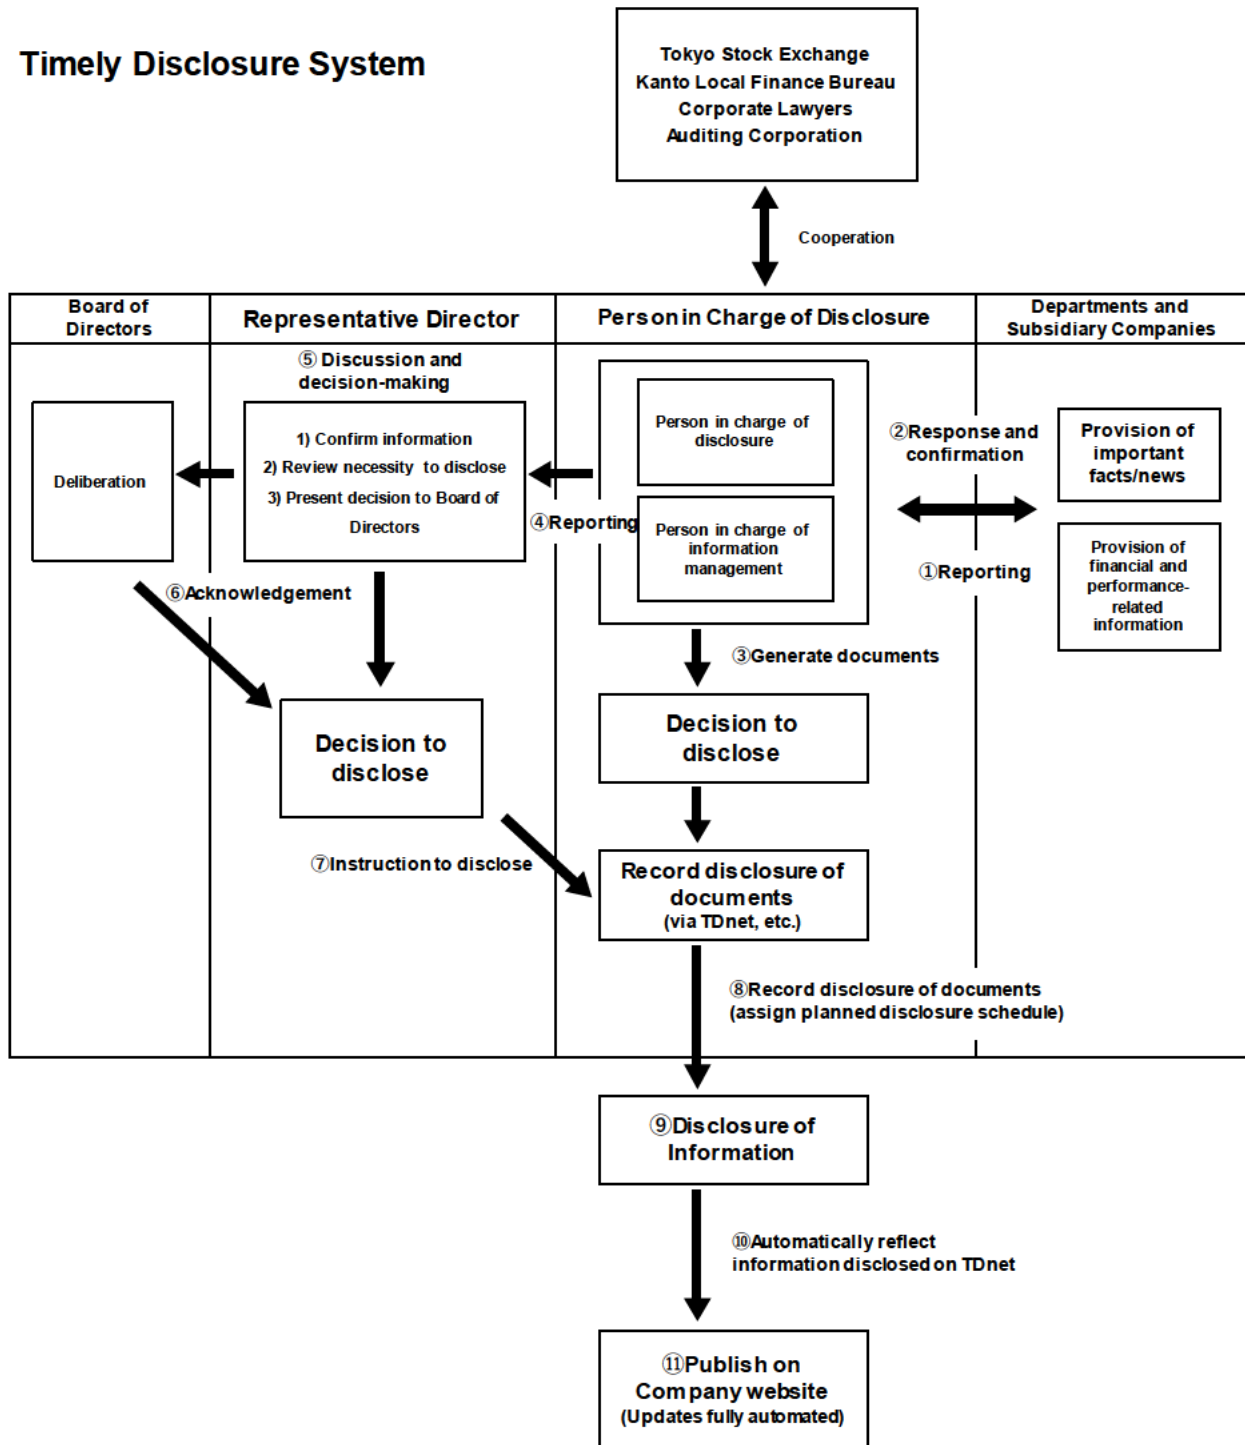 Timely Disclosure System
Tokyo Stock Exchange
Kanto Local Finance Bureau
Corporate Lawyers
Auditing Corporation
Cooperation
Board of
Directors
Representative Director
Person in Charge of Disclosure
Departments and
Subsidiary Companies
⑤ Discussion and
decision-making
1) Confirm information
2) Review necessity to disclose
3) Present decision to Board of
Directors
Deliberation
Person in charge of
disclosure
Person in charge of
information
management
②Response and
confirmation
Provision of
important
facts/news
④Reporting
①Reporting
Provision of
financial and
performance-
related
information
⑥Acknowledgement
③Generate documents
Decision to
disclose
Decision to
disclose
⑦Instruction to disclose
Record disclosure of
documents
(via TDnet, etc.)
⑧Record disclosure of documents
(assign planned disclosure schedule)
⑨Disclosure of
Information
⑩Automatically reflect
information disclosed on TDnet
⑪Publish on
Company website
(Updates fully automated)